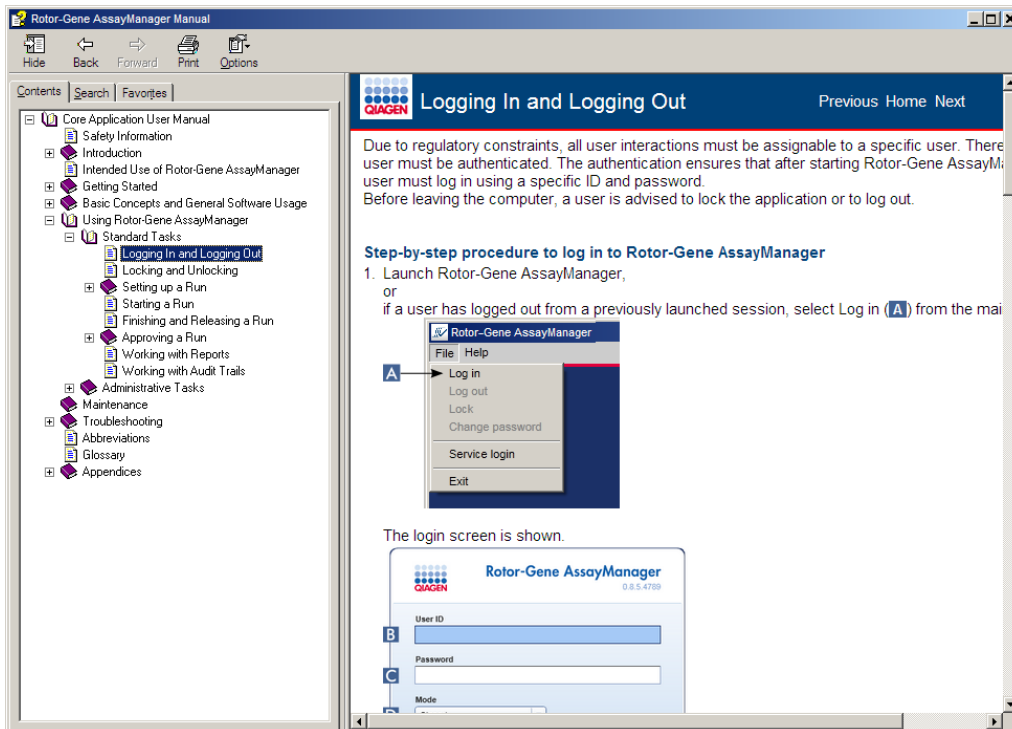 Rotor-Gene AssayManager Manual
Hide Back Forward Print Options
Contents Search Favorites
Core Application User Manual
Safety Information
Introduction
Intended Use of Rotor-Gene AssayManager
Getting Started
Basic Concepts and General Software Usage
Using Rotor-Gene AssayManager
Standard Tasks
Logging In and Logging Out
Locking and Unlocking
Setting up a Run
Starting a Run
Finishing and Releasing a Run
Approving a Run
Working with Reports
Working with Audit Trails
Administrative Tasks
Maintenance
Troubleshooting
Abbreviations
Glossary
Appendices
QIAGEN
Logging In and Logging Out
Previous Home Next
Due to regulatory constraints, all user interactions must be assignable to a specific user. There
user must be authenticated. The authentication ensures that after starting Rotor-Gene AssayM
user must log in using a specific ID and password.
Before leaving the computer, a user is advised to lock the application or to log out.
Step-by-step procedure to log in to Rotor-Gene AssayManager
1. Launch Rotor-Gene AssayManager,
or
if a user has logged out from a previously launched session, select Log in (A) from the mai
Rotor-Gene AssayManager
File Help
A Log in
Log out
Lock
Change password
Service login
Exit
The login screen is shown.
QIAGEN
Rotor-Gene AssayManager
0.8.5.4789
User ID
B
Password
C
Mode